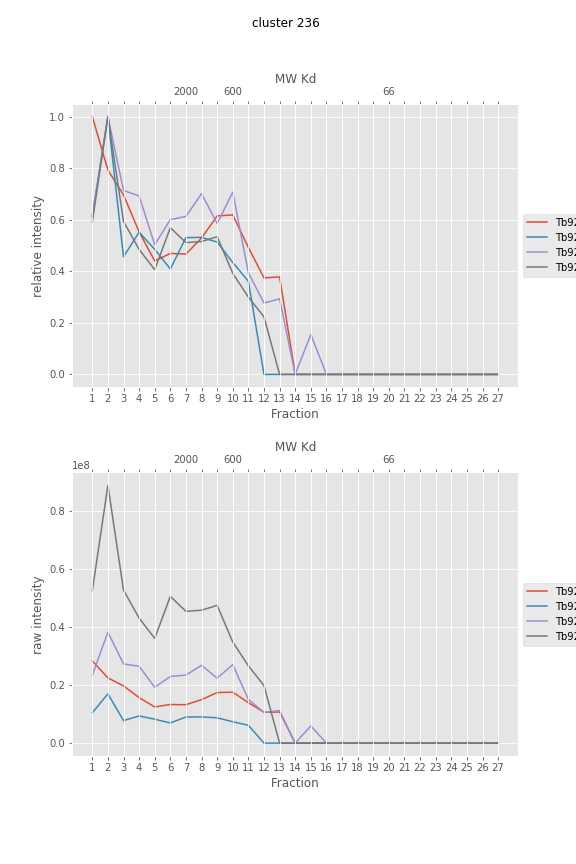 cluster 236
MW Kd
2000 600 66
1.0
0.8
0.6
0.4
0.2
0.0
relative intensity
1 2 3 4 5 6 7 8 9 10 11 12 13 14 15 16 17 18 19 20 21 22 23 24 25 26 27
Fraction
Tb92
Tb92
Tb92
Tb92
MW Kd
2000 600 66
1e8
0.8
0.6
0.4
0.2
0.0
raw intensity
1 2 3 4 5 6 7 8 9 10 11 12 13 14 15 16 17 18 19 20 21 22 23 24 25 26 27
Fraction
Tb92
Tb92
Tb92
Tb92